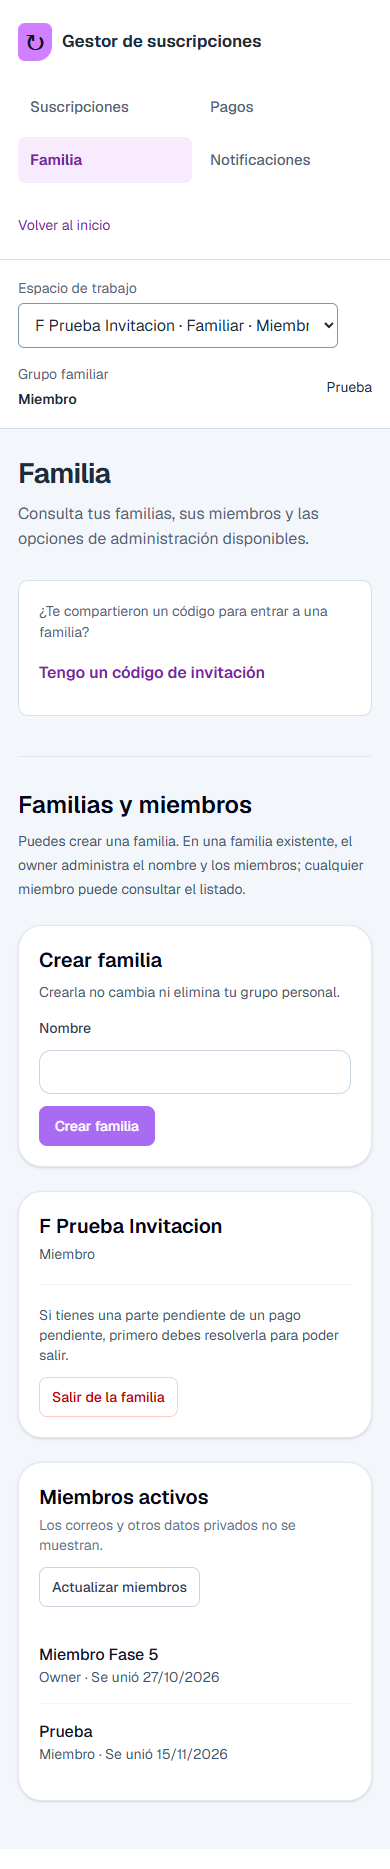 Gestor de suscripciones
Suscripciones
Pagos
Familia
Notificaciones
Volver al inicio
Espacio de trabajo
F Prueba Invitacion · Familiar · Miembr
Grupo familiar
Miembro
Prueba
Familia
Consulta tus familias, sus miembros y las
opciones de administración disponibles.
¿Te compartieron un código para entrar a una
familia?
Tengo un código de invitación
Familias y miembros
Puedes crear una familia. En una familia existente, el
owner administra el nombre y los miembros; cualquier
miembro puede consultar el listado.
Crear familia
Crearla no cambia ni elimina tu grupo personal.
Nombre
Crear familia
F Prueba Invitacion
Miembro
Si tienes una parte pendiente de un pago
pendiente, primero debes resolverla para poder
salir.
Salir de la familia
Miembros activos
Los correos y otros datos privados no se
muestran.
Actualizar miembros
Miembro Fase 5
Owner · Se unió 27/10/2026
Prueba
Miembro · Se unió 15/11/2026